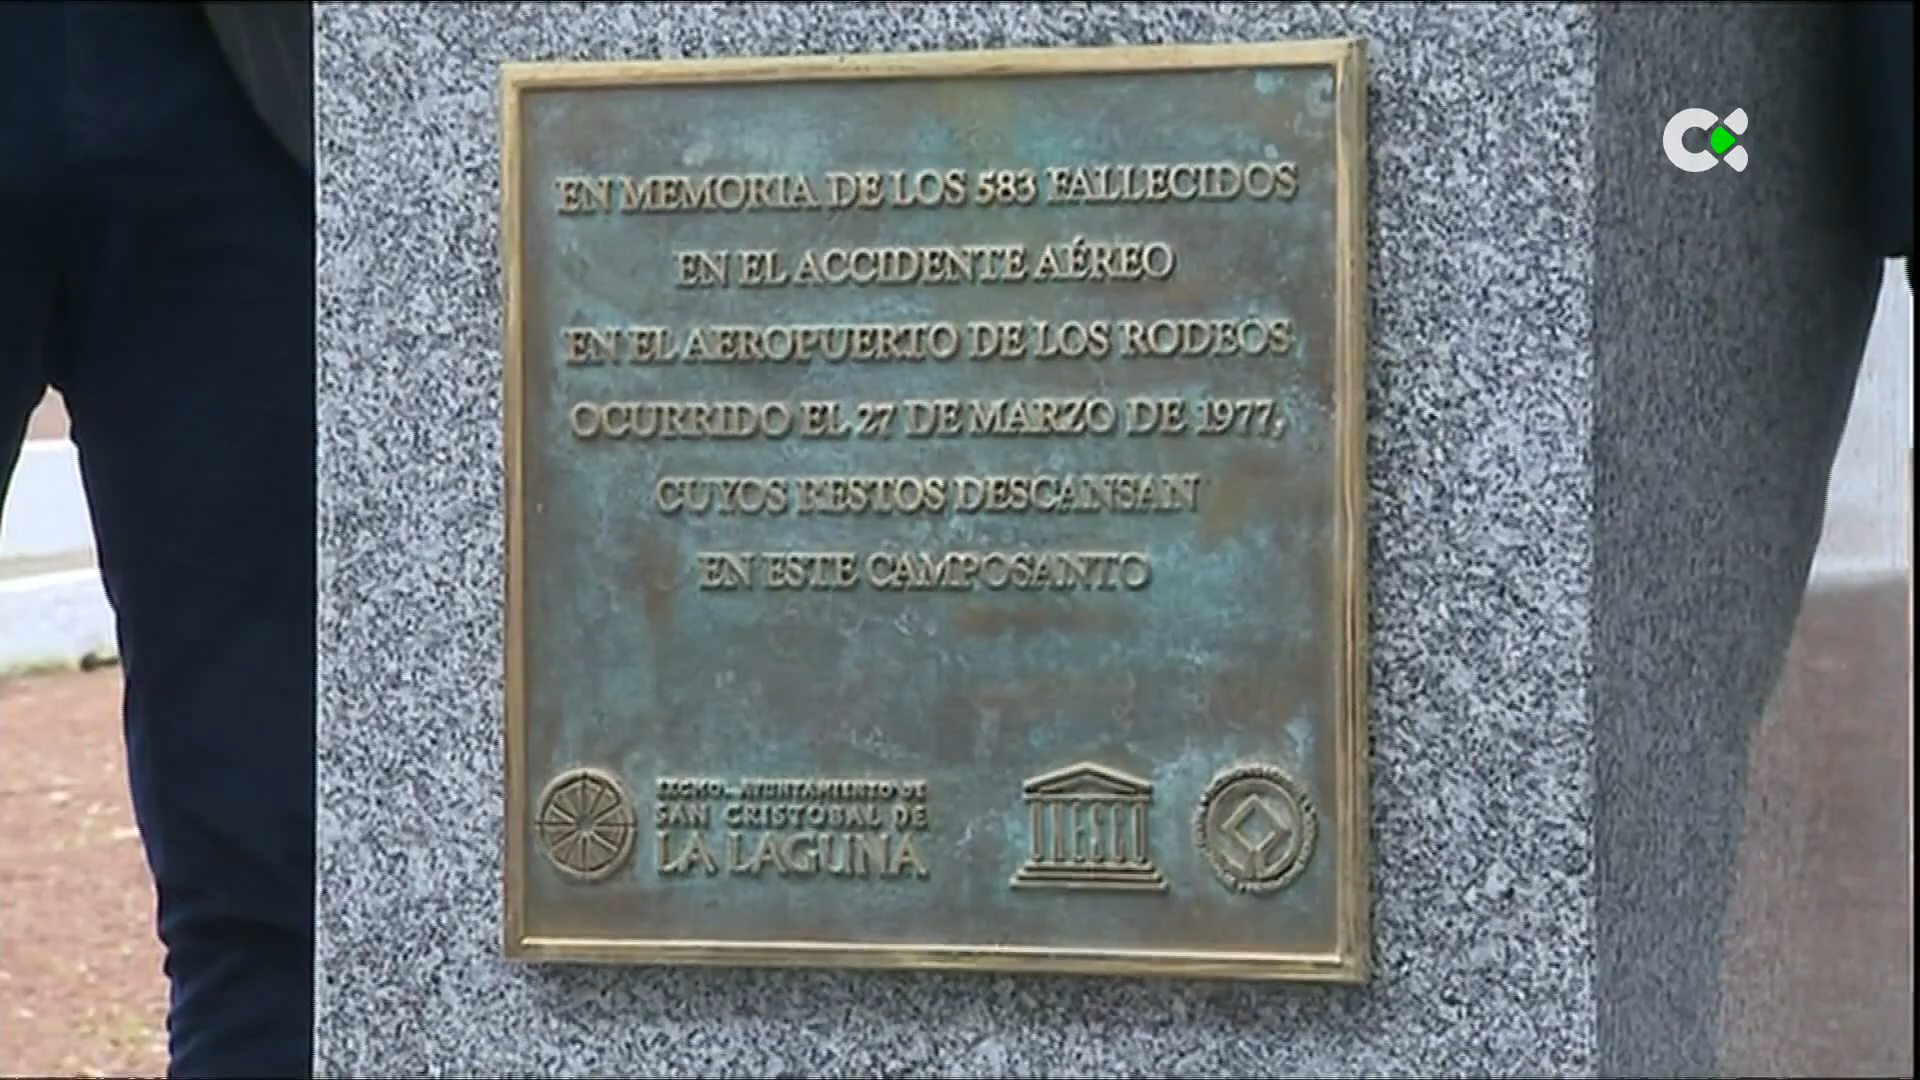 EN MEMORIA DE LOS 583 FALLECIDOS
EN EL ACCIDENTE AÉREO
EN EL AEROPUERTO DE LOS RODEOS
OCURRIDO EL 27 DE MARZO DE 1977,
CUYOS RESTOS DESCANSAN
EN ESTE CAMPOSANTO
EXCMO. AYUNTAMIENTO DE
SAN CRISTOBAL DE
LA LAGUNA
UNESCO